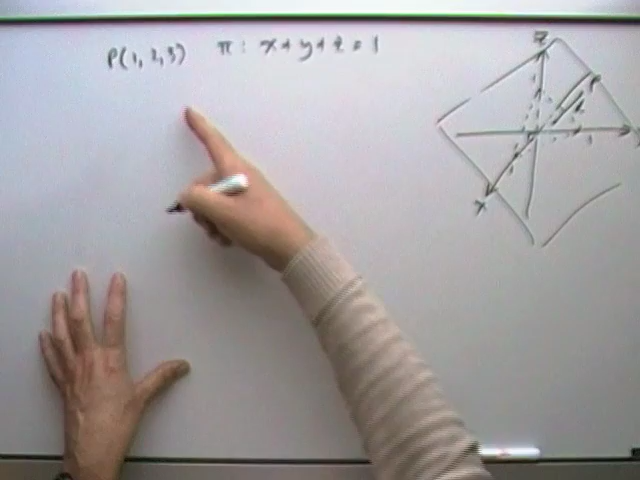 P(1, 2, 3) π: x+y+z=1
z
x